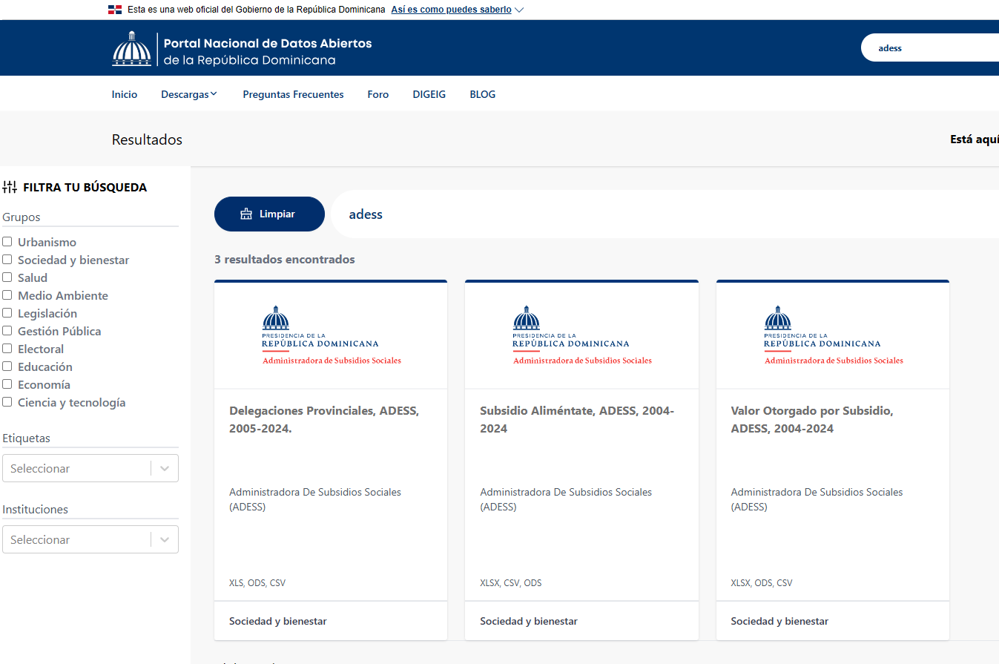 Esta es una web oficial del Gobierno de la República Dominicana Así es como puedes saberlo
Portal Nacional de Datos Abiertos
de la República Dominicana
adess
Inicio Descargas Preguntas Frecuentes Foro DIGEIG BLOG
Resultados
Está aquí
FILTRA TU BÚSQUEDA
Grupos
Urbanismo
Sociedad y bienestar
Salud
Medio Ambiente
Legislación
Gestión Pública
Electoral
Educación
Economía
Ciencia y tecnología
Etiquetas
Seleccionar
Instituciones
Seleccionar
Limpiar
adess
3 resultados encontrados
PRESIDENCIA DE LA
REPÚBLICA DOMINICANA
Administradora de Subsidios Sociales
Delegaciones Provinciales, ADESS,
2005-2024.
Administradora De Subsidios Sociales
(ADESS)
XLS, ODS, CSV
Sociedad y bienestar
PRESIDENCIA DE LA
REPÚBLICA DOMINICANA
Administradora de Subsidios Sociales
Subsidio Aliméntate, ADESS, 2004-
2024
Administradora De Subsidios Sociales
(ADESS)
XLSX, CSV, ODS
Sociedad y bienestar
PRESIDENCIA DE LA
REPÚBLICA DOMINICANA
Administradora de Subsidios Sociales
Valor Otorgado por Subsidio,
ADESS, 2004-2024
Administradora De Subsidios Sociales
(ADESS)
XLSX, ODS, CSV
Sociedad y bienestar